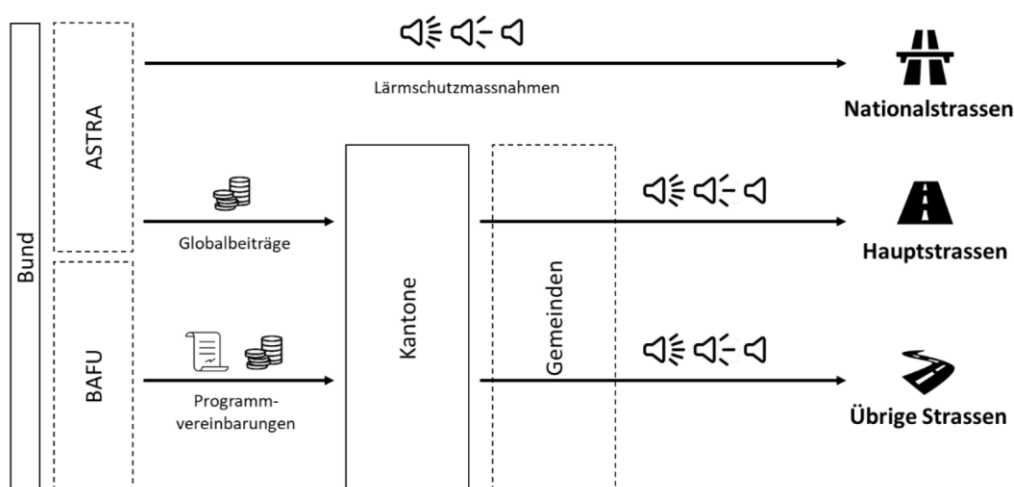 Bund
ASTRA
BAFU
Lärmschutzmassnahmen
Nationalstrassen
Globalbeiträge
Kantone
Gemeinden
Hauptstrassen
Programm-
vereinbarungen
Übrige Strassen